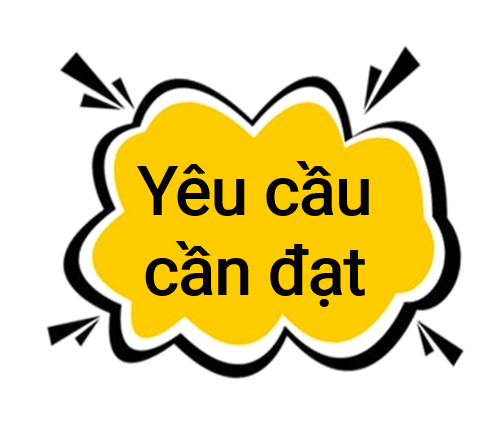 Yêu cầu
cần đạt